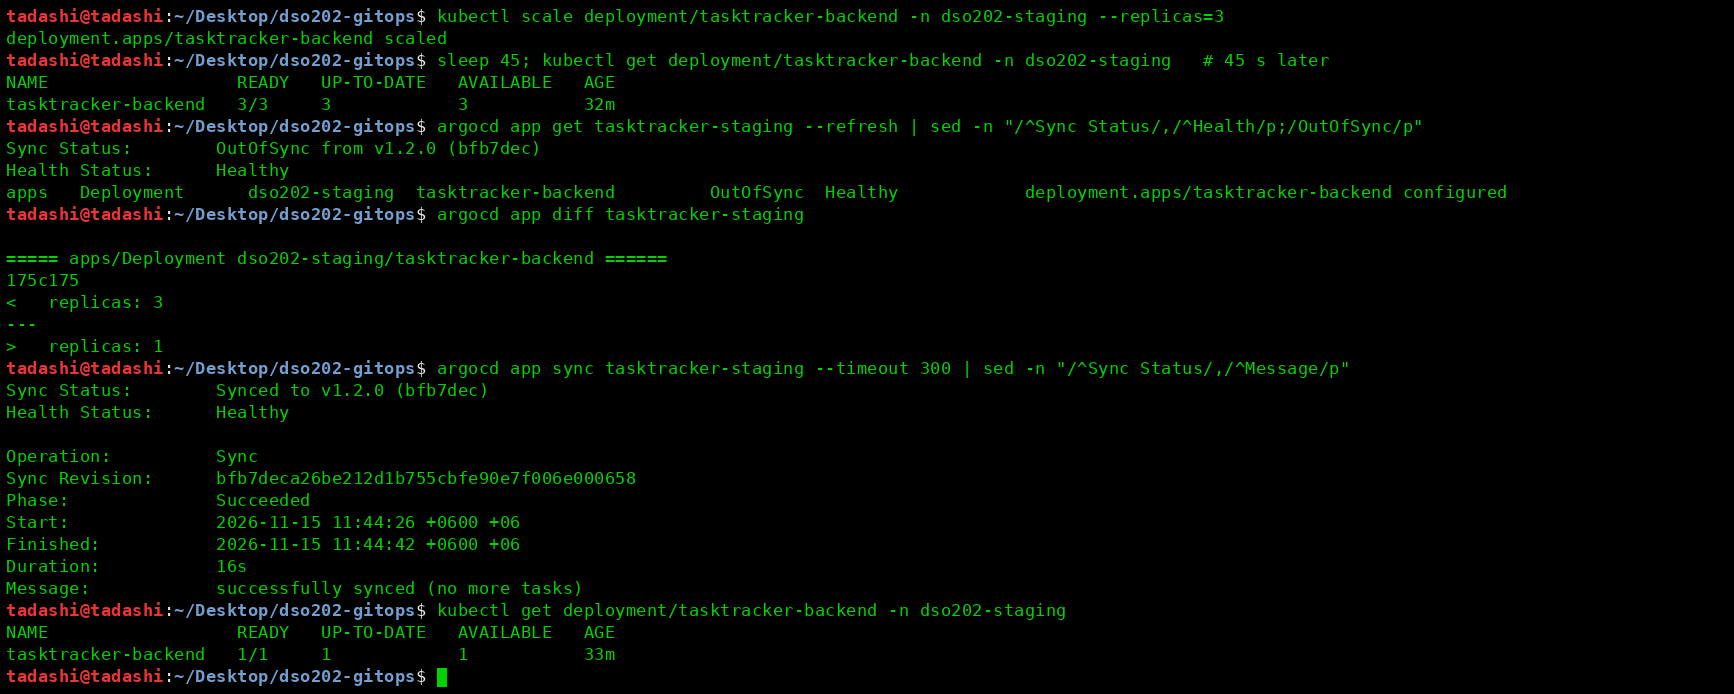 tadashi@tadashi:~/Desktop/dso202-gitops$ kubectl scale deployment/tasktracker-backend -n dso202-staging --replicas=3
deployment.apps/tasktracker-backend scaled
tadashi@tadashi:~/Desktop/dso202-gitops$ sleep 45; kubectl get deployment/tasktracker-backend -n dso202-staging   # 45 s later
NAME                  READY   UP-TO-DATE   AVAILABLE   AGE
tasktracker-backend   3/3     3            3           32m
tadashi@tadashi:~/Desktop/dso202-gitops$ argocd app get tasktracker-staging --refresh | sed -n "/^Sync Status/,/^Health/p;/OutOfSync/p"
Sync Status:        OutOfSync from v1.2.0 (bfb7dec)
Health Status:      Healthy
apps   Deployment      dso202-staging  tasktracker-backend         OutOfSync  Healthy            deployment.apps/tasktracker-backend configured
tadashi@tadashi:~/Desktop/dso202-gitops$ argocd app diff tasktracker-staging

===== apps/Deployment dso202-staging/tasktracker-backend ======
175c175
<   replicas: 3
---
>   replicas: 1
tadashi@tadashi:~/Desktop/dso202-gitops$ argocd app sync tasktracker-staging --timeout 300 | sed -n "/^Sync Status/,/^Message/p"
Sync Status:        Synced to v1.2.0 (bfb7dec)
Health Status:      Healthy

Operation:          Sync
Sync Revision:      bfb7deca26be212d1b755cbfe90e7f006e000658
Phase:              Succeeded
Start:              2026-11-15 11:44:26 +0600 +06
Finished:           2026-11-15 11:44:42 +0600 +06
Duration:           16s
Message:            successfully synced (no more tasks)
tadashi@tadashi:~/Desktop/dso202-gitops$ kubectl get deployment/tasktracker-backend -n dso202-staging
NAME                  READY   UP-TO-DATE   AVAILABLE   AGE
tasktracker-backend   1/1     1            1           33m
tadashi@tadashi:~/Desktop/dso202-gitops$